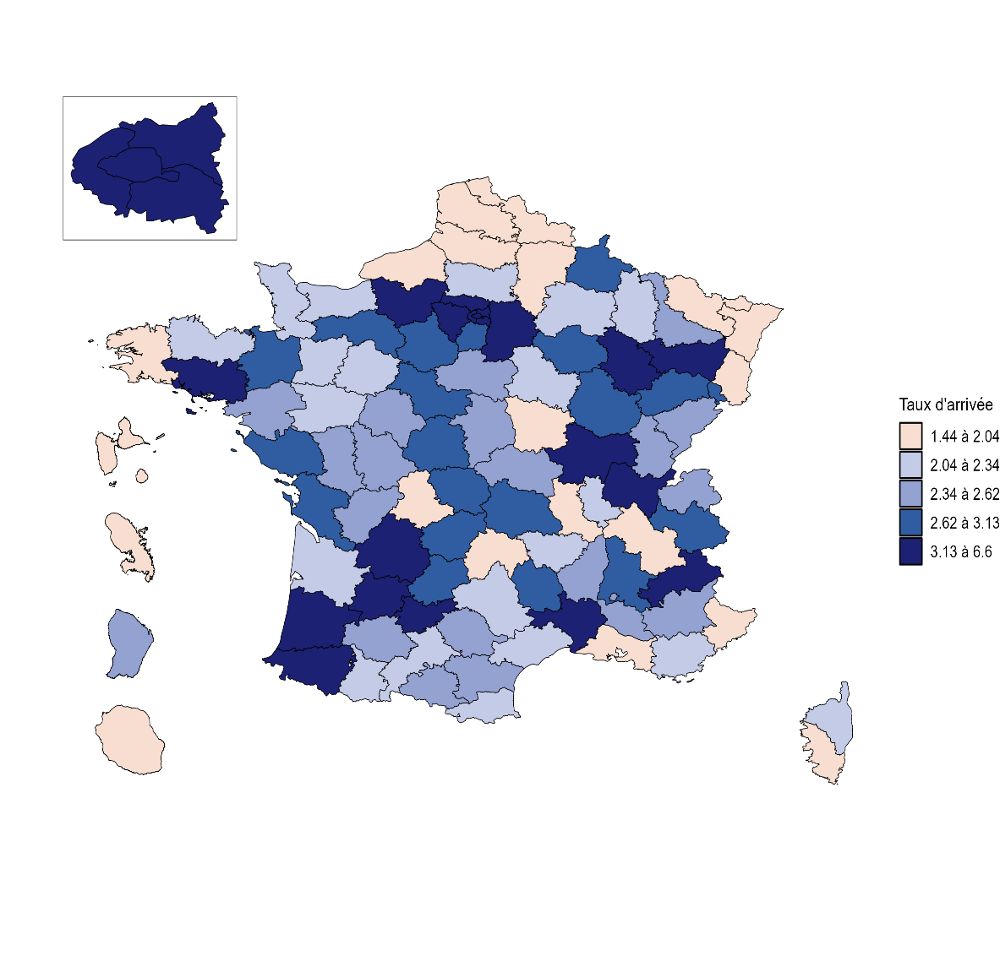 Taux d'arrivée
1.44 à 2.04
2.04 à 2.34
2.34 à 2.62
2.62 à 3.13
3.13 à 6.6